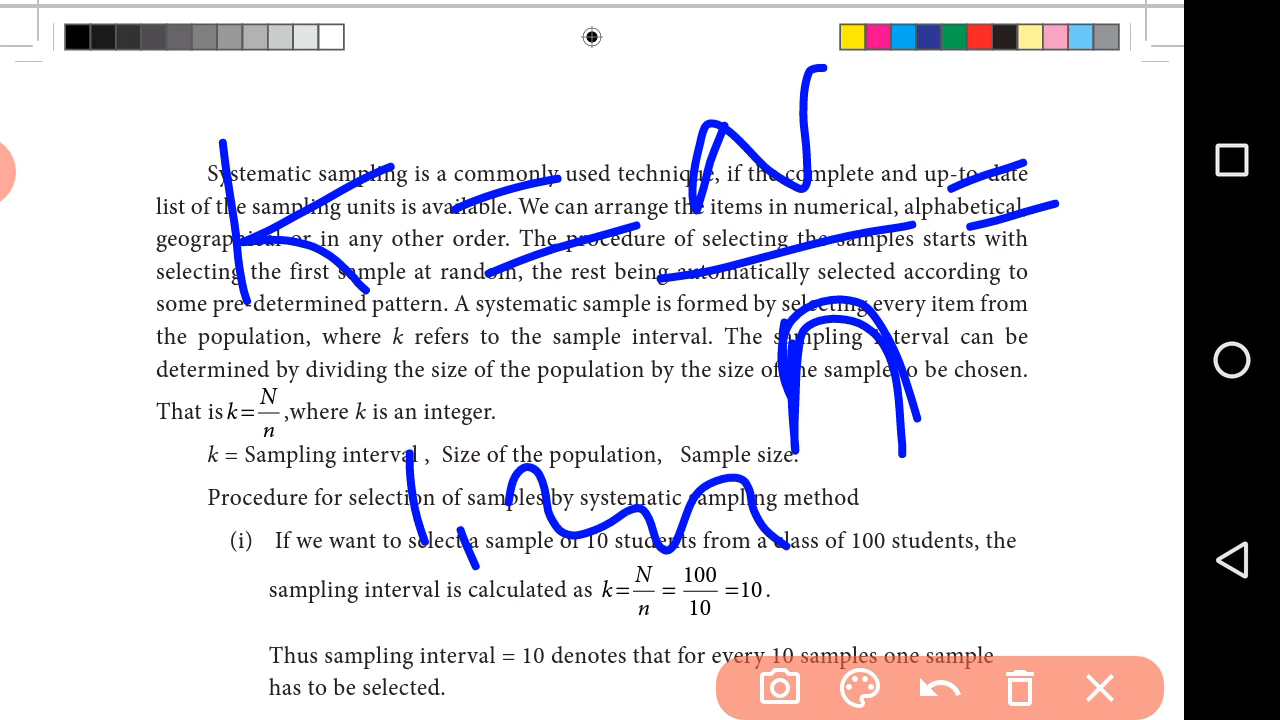 Systematic sampling is a commonly used technique, if the complete and up-to-date
list of the sampling units is available. We can arrange the items in numerical, alphabetical,
geographical or in any other order. The procedure of selecting the samples starts with
selecting the first sample at random, the rest being automatically selected according to
some pre-determined pattern. A systematic sample is formed by selecting every item from
the population, where k refers to the sample interval. The sampling interval can be
determined by dividing the size of the population by the size of the sample to be chosen.
That is k = N/n ,where k is an integer.
k = Sampling interval , Size of the population, Sample size.
Procedure for selection of samples by systematic sampling method
(i) If we want to select a sample of 10 students from a class of 100 students, the
sampling interval is calculated as k = N/n = 100/10 = 10 .
Thus sampling interval = 10 denotes that for every 10 samples one sample
has to be selected.
K = N
n